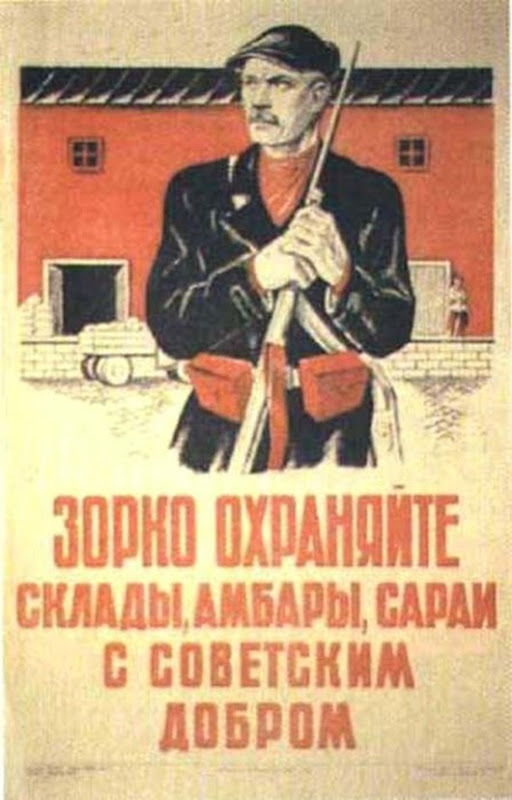 ЗОРКО ОХРАНЯЙТЕ
СКЛАДЫ, АМБАРЫ, САРАИ
С СОВЕТСКИМ
ДОБРОМ